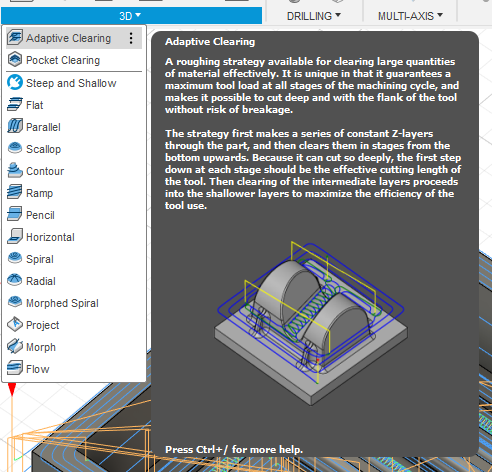 3D
DRILLING
MULTI-AXIS
Adaptive Clearing
Pocket Clearing
Steep and Shallow
Flat
Parallel
Scallop
Contour
Ramp
Pencil
Horizontal
Spiral
Radial
Morphed Spiral
Project
Morph
Flow
Adaptive Clearing
A roughing strategy available for clearing large quantities
of material effectively. It is unique in that it guarantees a
maximum tool load at all stages of the machining cycle, and
makes it possible to cut deep and with the flank of the tool
without risk of breakage.
The strategy first makes a series of constant Z-layers
through the part, and then clears them in stages from the
bottom upwards. Because it can cut so deeply, the first step
down at each stage should be the effective cutting length of
the tool. Then clearing of the intermediate layers proceeds
into the shallower layers to maximize the efficiency of the
tool use.
Press Ctrl+/ for more help.